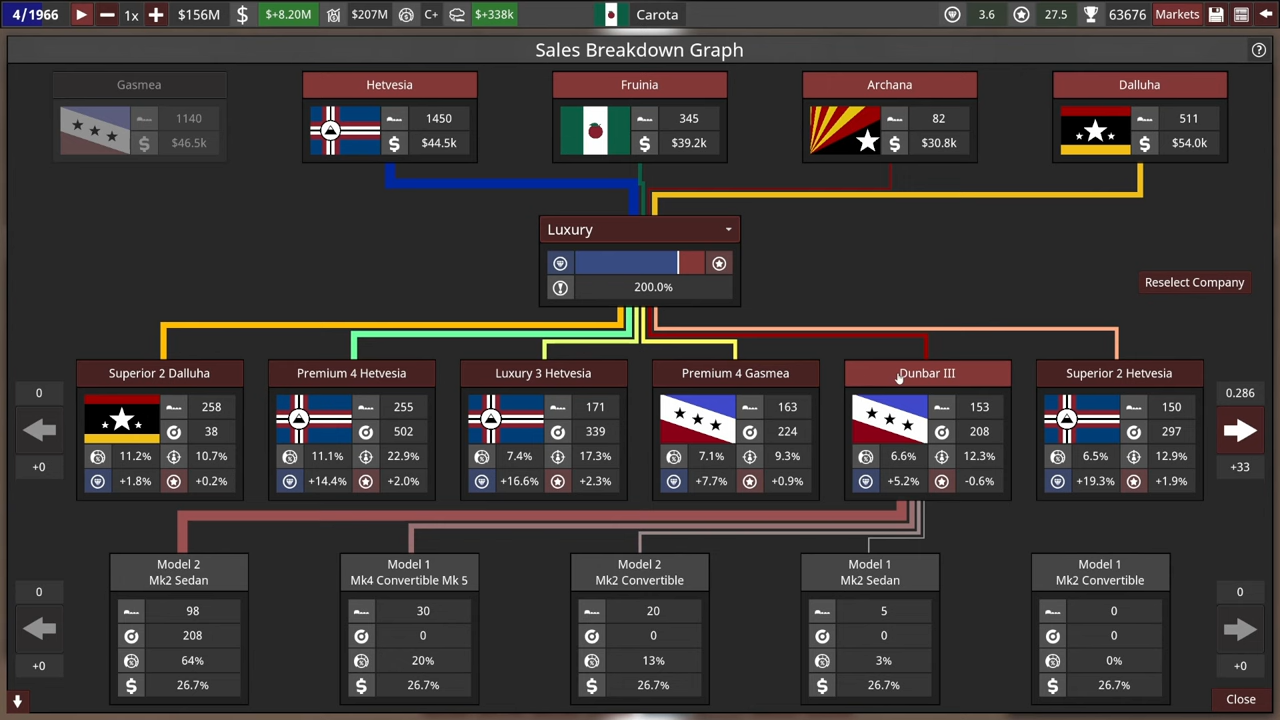 4/1966 1x $156M $+8.20M $207M C+ $+338k Carota 3.6 27.5 63676 Markets
Sales Breakdown Graph
Gasmea Hetvesia Fruinia Archana Dalluha
1140 1450 345 82 511
$46.5k $44.5k $39.2k $30.8k $54.0k
Luxury
200.0%
Reselect Company
Superior 2 Dalluha Premium 4 Hetvesia Luxury 3 Hetvesia Premium 4 Gasmea Dunbar III Superior 2 Hetvesia
0 258 255 171 163 153 150 0.286
38 502 339 224 208 297
11.2% 10.7% 11.1% 22.9% 7.4% 17.3% 7.1% 9.3% 6.6% 12.3% 6.5% 12.9%
+0 +1.8% +0.2% +14.4% +2.0% +16.6% +2.3% +7.7% +0.9% +5.2% -0.6% +19.3% +1.9% +33
Model 2 Model 1 Model 2 Model 1 Model 1
Mk2 Sedan Mk4 Convertible Mk 5 Mk2 Convertible Mk2 Sedan Mk2 Convertible
0 98 30 20 5 0 0
208 0 0 0 0
+0 64% 20% 13% 3% 0% +0
26.7% 26.7% 26.7% 26.7% 26.7%
Close